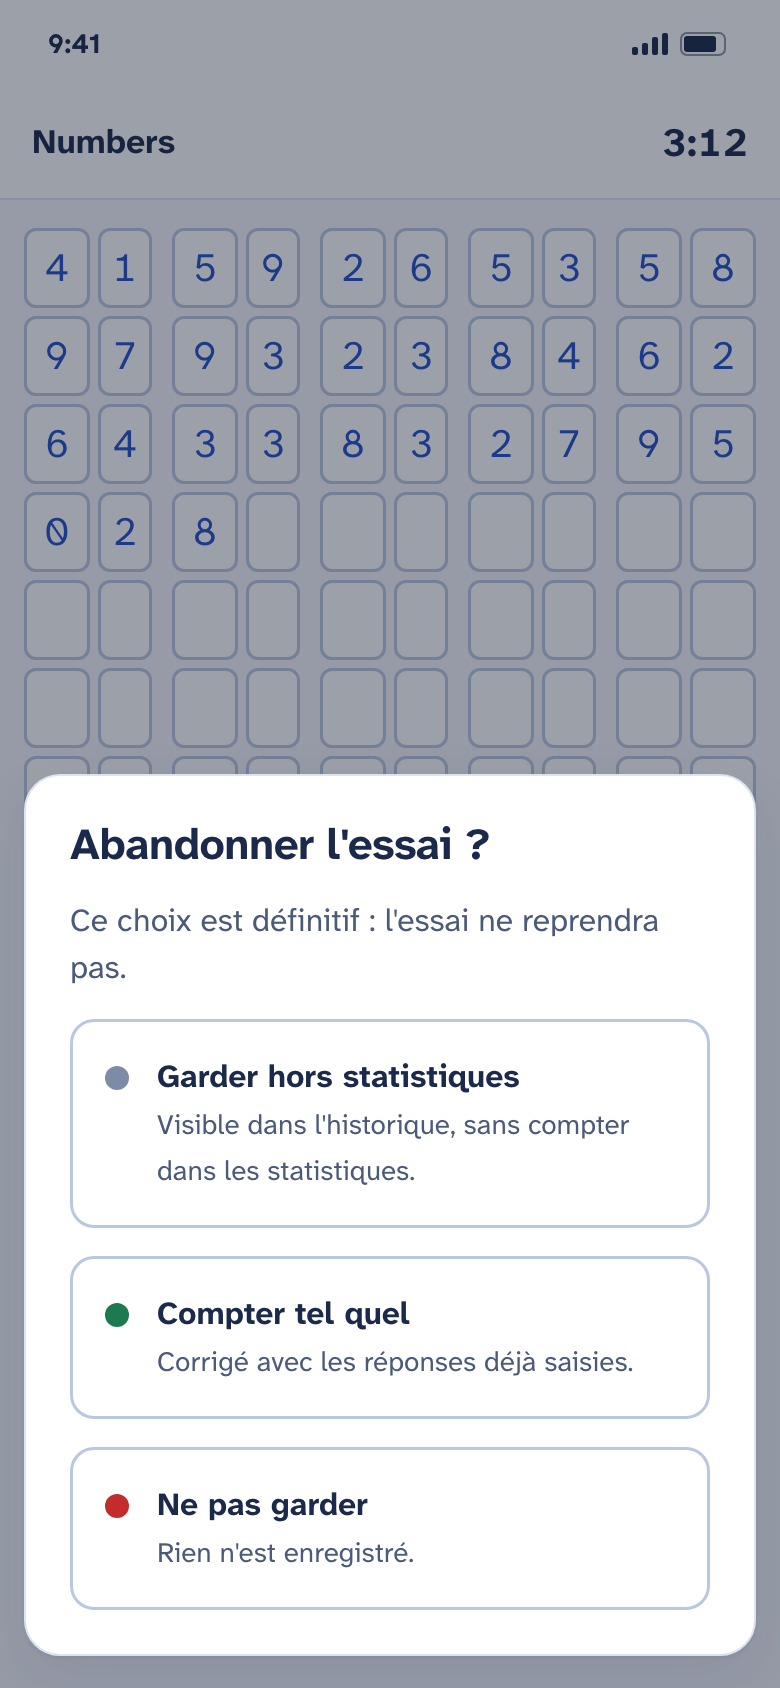 9:41
Numbers 3:12
4 1 5 9 2 6 5 3 5 8
9 7 9 3 2 3 8 4 6 2
6 4 3 3 8 3 2 7 9 5
0 2 8
Abandonner l'essai ?
Ce choix est définitif : l'essai ne reprendra
pas.
Garder hors statistiques
Visible dans l'historique, sans compter
dans les statistiques.
Compter tel quel
Corrigé avec les réponses déjà saisies.
Ne pas garder
Rien n'est enregistré.